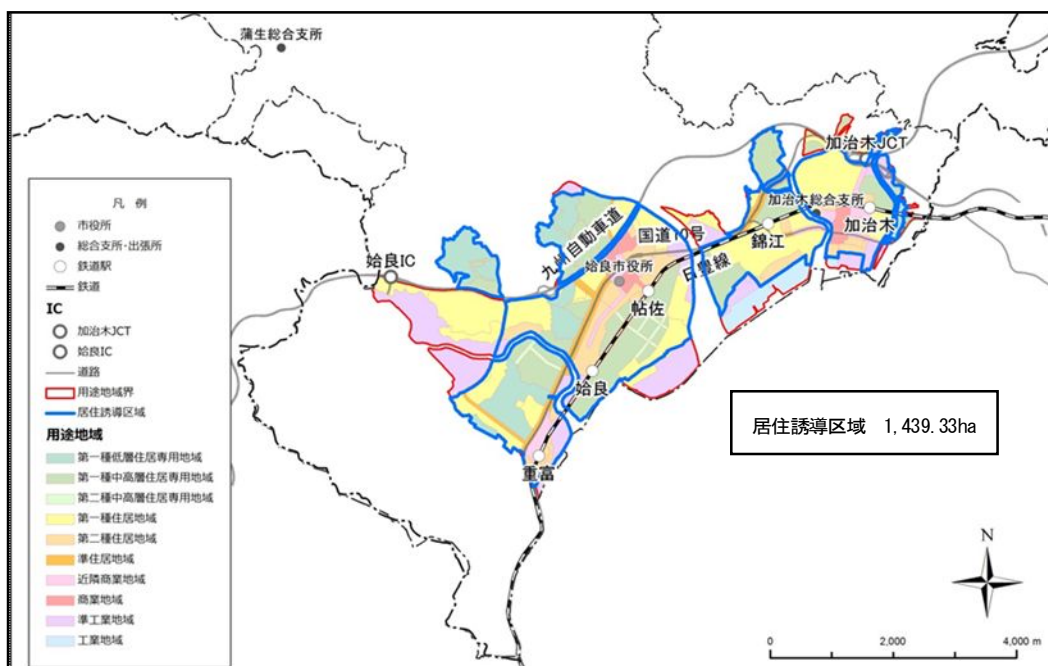 蒲生総合支所
加治木JCT
加治木総合支所
加治木
錦江
国道10号
九州自動車道
始良IC
始良市役所
日豊線
帖佐
始良
重富
凡 例
市役所
総合支所・出張所
鉄道駅
鉄道
IC
加治木JCT
始良IC
道路
用途地域界
居住誘導区域
用途地域
第一種低層住居専用地域
第一種中高層住居専用地域
第二種中高層住居専用地域
第一種住居地域
第二種住居地域
準住居地域
近隣商業地域
商業地域
準工業地域
工業地域
居住誘導区域 1,439.33ha
N
0 2,000 4,000 m